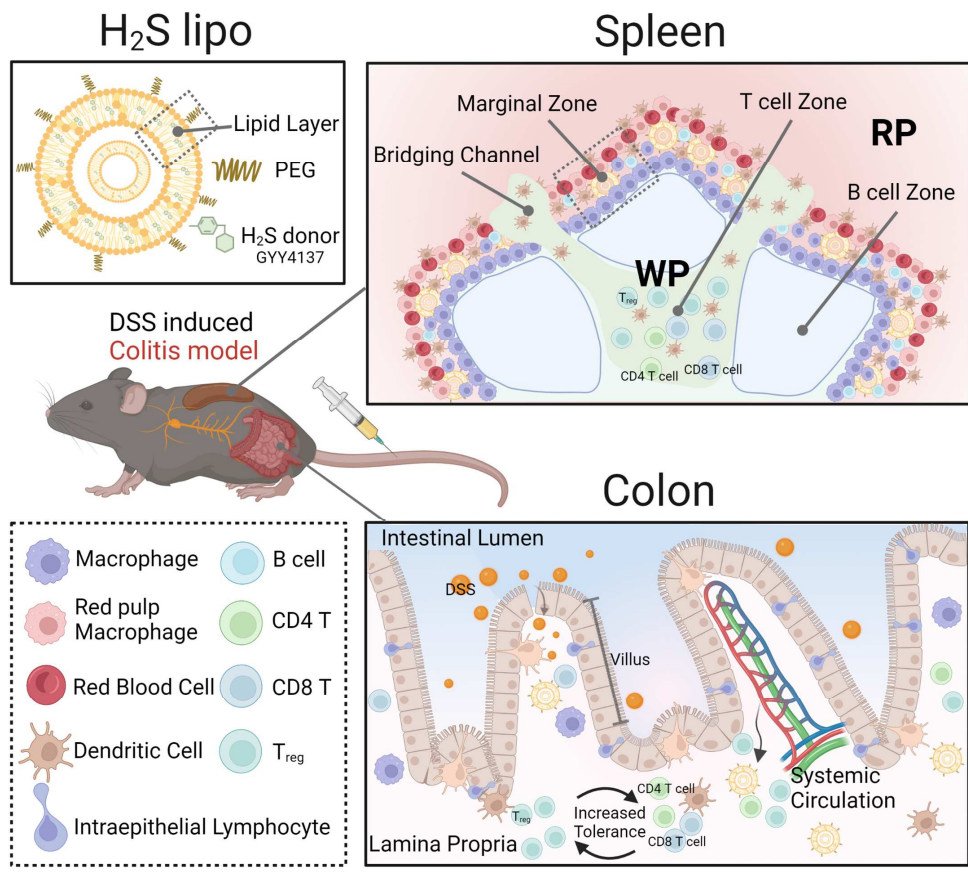 H₂S lipo
Lipid Layer
PEG
H₂S donor
GYY4137
Spleen
Marginal Zone
T cell Zone
Bridging Channel
RP
B cell Zone
WP
Treg
CD4 T cell
CD8 T cell
DSS induced
Colitis model
Macrophage
Red pulp
Macrophage
Red Blood Cell
Dendritic Cell
Intraepithelial Lymphocyte
B cell
CD4 T
CD8 T
Treg
Colon
Intestinal Lumen
DSS
Villus
Treg
Increased
Tolerance
CD4 T cell
CD8 T cell
Systemic
Circulation
Lamina Propria